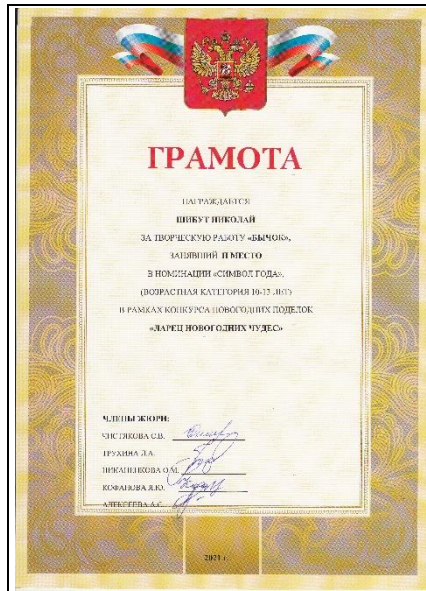 ГРАМОТА
НАГРАЖДАЕТСЯ
ШИБУТ НИКОЛАЙ
ЗА ТВОРЧЕСКУЮ РАБОТУ «БЫЧОК»,
ЗАНЯВШИЙ II МЕСТО
В НОМИНАЦИИ «СИМВОЛ ГОДА»,
(ВОЗРАСТНАЯ КАТЕГОРИЯ 10-12 ЛЕТ)
В РАМКАХ КОНКУРСА НОВОГОДНИХ ПОДЕЛОК
«ЛАРЕЦ НОВОГОДНИХ ЧУДЕС»
ЧЛЕНЫ ЖЮРИ:
ЧИСТЯКОВА О.В.
ТРУХИНА Л.А.
О.М.
КОФАНОВА Я.Ю.
АЛЕКСЕЕВА А.С.
2021 г.